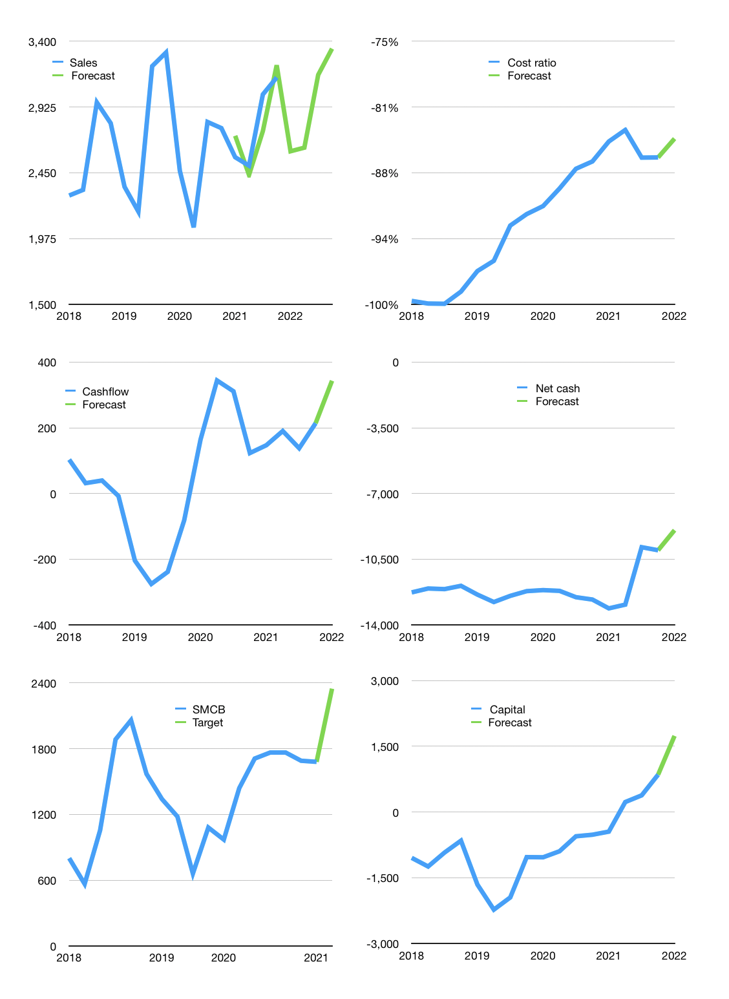 3,400
Sales
Forecast
2,925
2,450
1,975
1,500
2018 2019 2020 2021 2022
-75%
Cost ratio
Forecast
-81%
-88%
-94%
-100%
2018 2019 2020 2021 2022
400
Cashflow
Forecast
200
0
-200
-400
2018 2019 2020 2021 2022
0
Net cash
Forecast
-3,500
-7,000
-10,500
-14,000
2018 2019 2020 2021 2022
2400
SMCB
Target
1800
1200
600
0
2018 2019 2020 2021
3,000
Capital
Forecast
1,500
0
-1,500
-3,000
2018 2019 2020 2021 2022